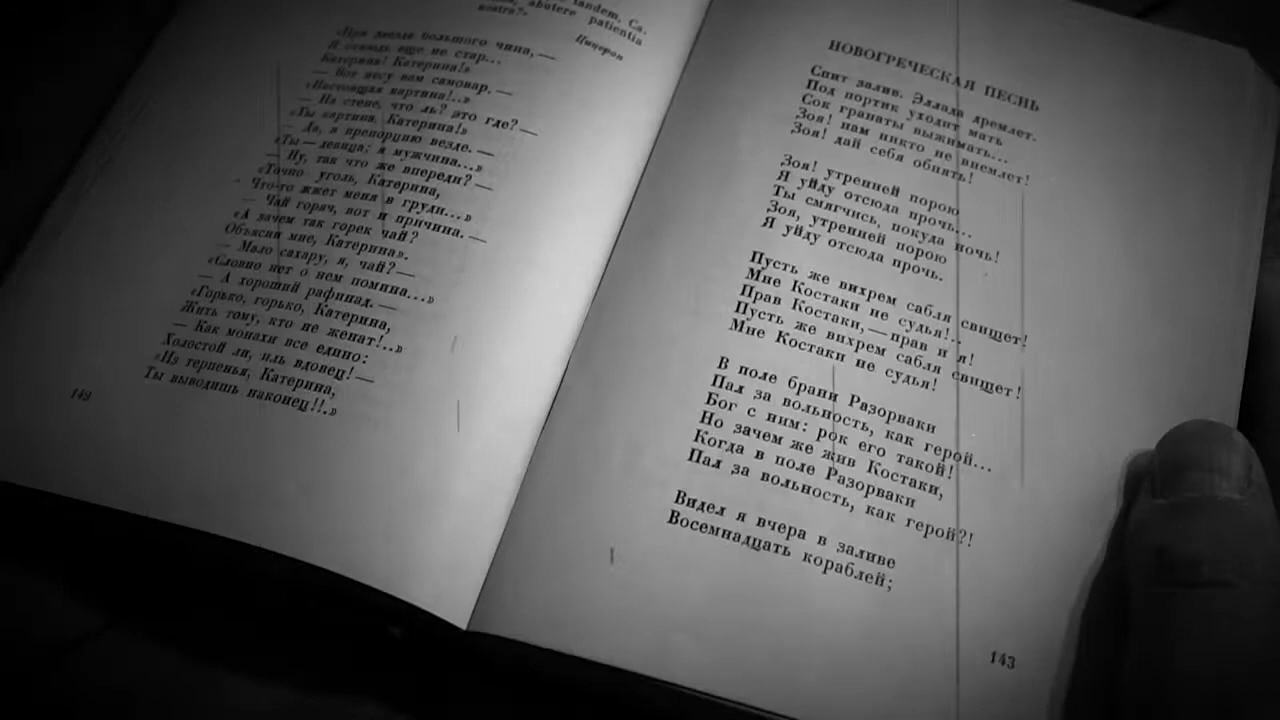 tandem. Ca.
abutere patientia
nostra?»
Цицерон
«При звезде большого чина, —
Я отнюдь еще не стар...
Катерина! Катерина!»
— Вот несу вам самовар. —
«Настоящая картина!..»
— На стене, что ль? это где? —
«Ты картина, Катерина!»
— Да, в препорцию везде. —
«Ты — девица; я мужчина...»
— Ну, так что же впереди? —
«Точно уголь, Катерина,
Что-то жжет меня в груди...»
— Чай горяч, вот и причина. —
«А зачем так горек чай?
Объясни мне, Катерина».
— Мало сахару, я, чай? —
«Словно нет о нем помина...»
— А хороший рафинад. —
«Горько, горько, Катерина,
Жить тому, кто не женат!..»
— Как монахи все едино:
Холостой ли, иль вдовец! —
«Из терпенья, Катерина,
Ты выводишь наконец!!.»
142
НОВОГРЕЧЕСКАЯ ПЕСНЬ
Спит залив. Эллада дремлет.
Под портик уходит мать
Сок гранаты выжимать...
Зоя! нам никто не внемлет!
Зоя! дай себя обнять!
Зоя! утренней порою
Я уйду отсюда прочь...
Ты смягчись, покуда ночь!
Зоя, утренней порою
Я уйду отсюда прочь.
Пусть же вихрем сабля свищет!
Мне Костаки не судья!..
Прав Костаки, — прав и я!
Пусть же вихрем сабля свищет!
Мне Костаки не судья!
В поле брани Разорваки
Пал за вольность, как герой...
Бог с ним: рок его такой!
Но зачем же жив Костаки,
Когда в поле Разорваки
Пал за вольность, как герой?!
Видел я вчера в заливе
Восемнадцать кораблей;
143